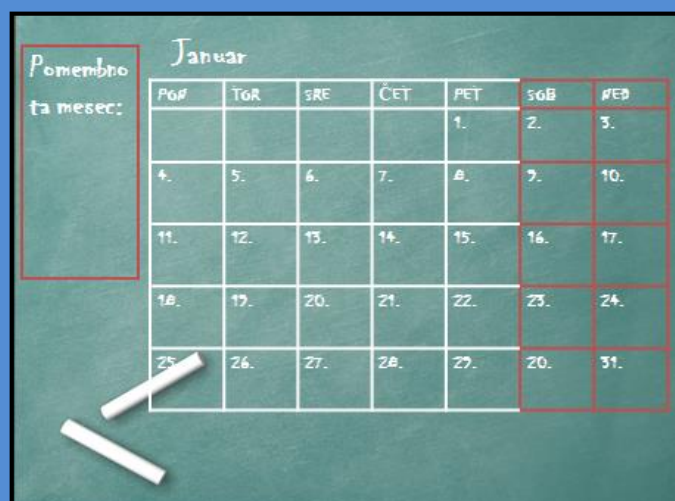 Pomembno
ta mesec:
Januar
PON TOR SRE ČET PET SOB NED
1. 2. 3.
4. 5. 6. 7. 8. 9. 10.
11. 12. 13. 14. 15. 16. 17.
18. 19. 20. 21. 22. 23. 24.
25. 26. 27. 28. 29. 20. 31.